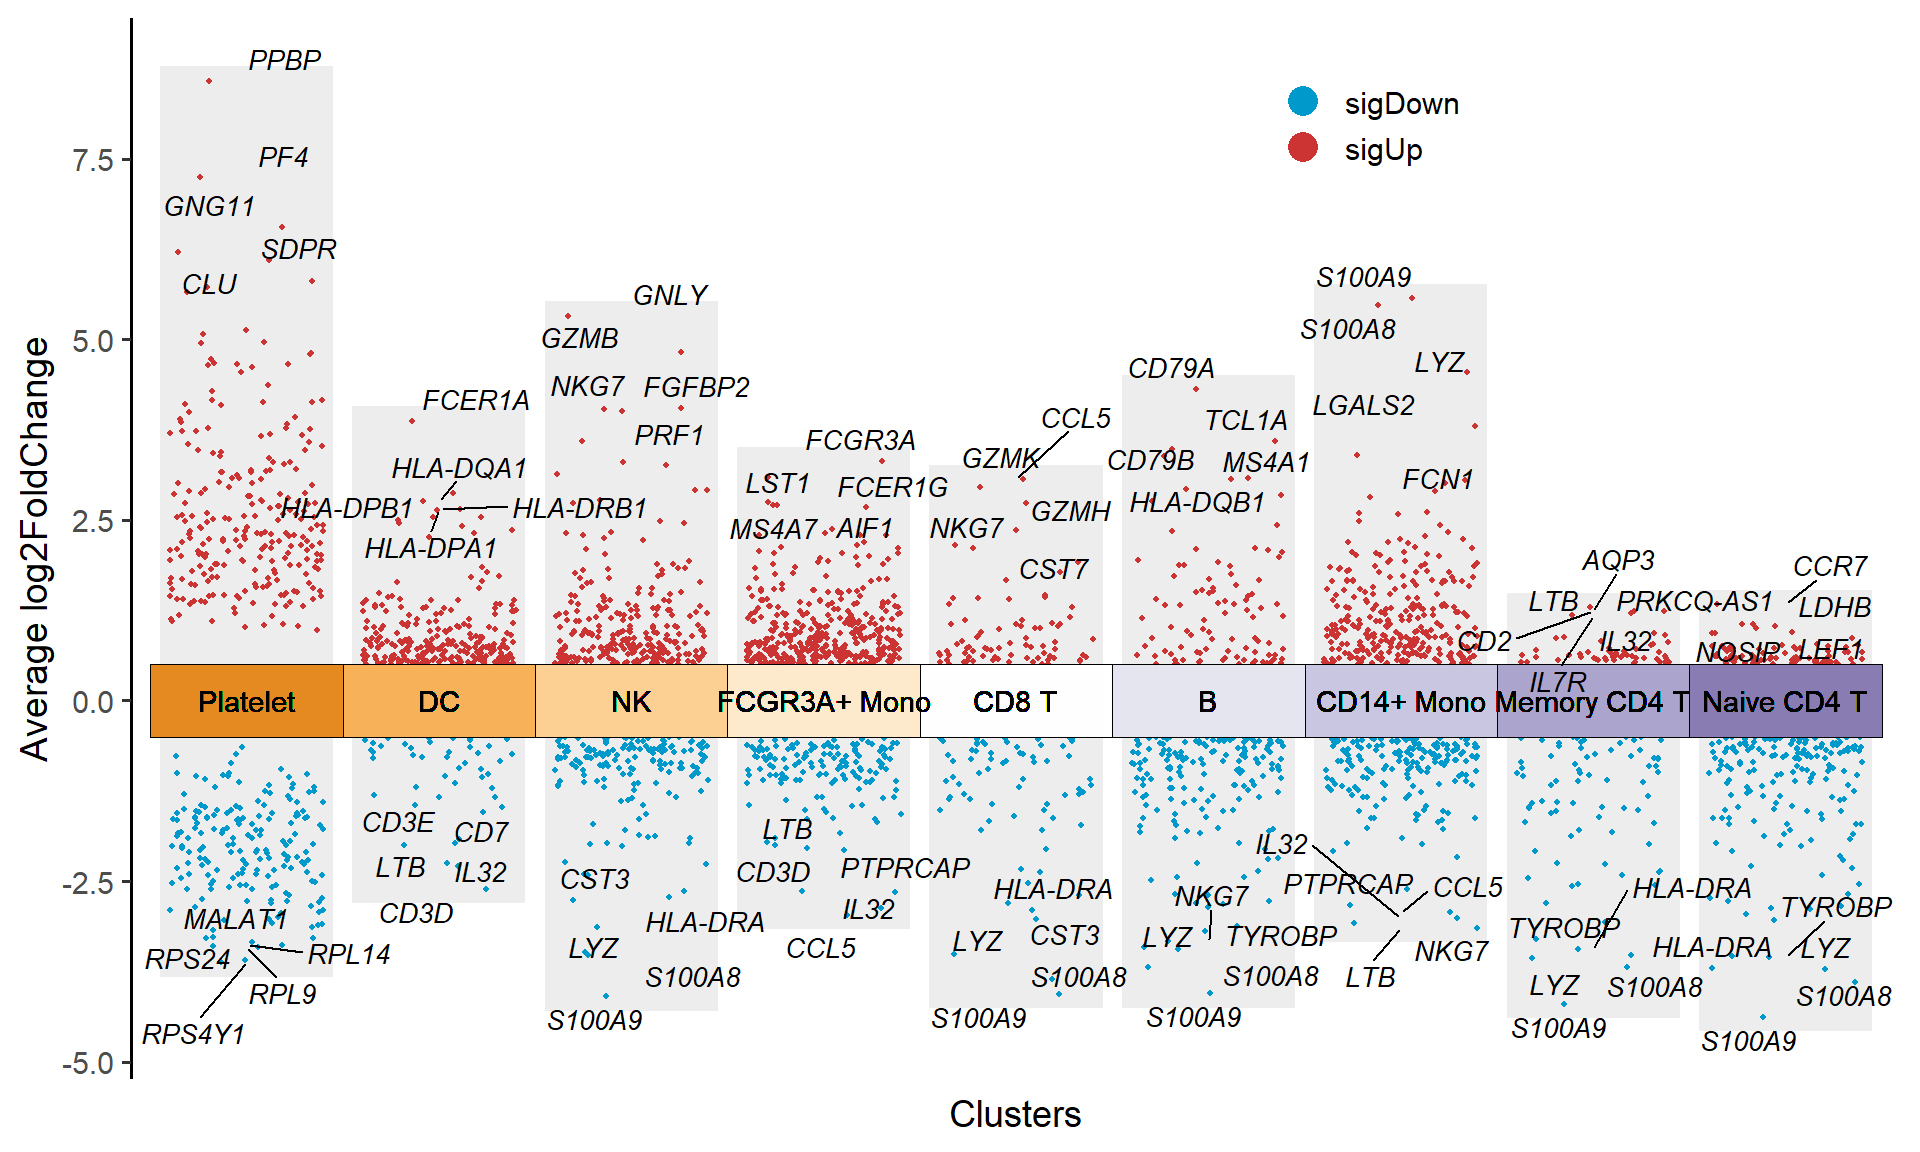 PPBP
sigDown
sigUp
7.5
PF4
GNG11
SDPR
CLU
S100A9
GNLY
S100A8
5.0
GZMB
LYZ
CD79A
NKG7
FGFBP2
FCER1A
LGALS2
CCL5
TCL1A
PRF1
FCGR3A
GZMK
CD79B
MS4A1
HLA-DQA1
LST1
FCER1G
FCN1
HLA-DPB1
HLA-DRB1
HLA-DQB1
GZMH
2.5
MS4A7
AIF1
NKG7
HLA-DPA1
CST7
AQP3
CCR7
LTB
PRKCQ-AS1
LDHB
CD2
IL32
NOSIP
LEF1
IL7R
0.0
Platelet
DC
NK
FCGR3A+ Mono
CD8 T
B
CD14+ Mono
Memory CD4 T
Naive CD4 T
Average log2FoldChange
CD3E
CD7
LTB
IL32
LTB
IL32
CD3D
PTPRCAP
CST3
-2.5
PTPRCAP
CCL5
HLA-DRA
HLA-DRA
NKG7
CD3D
IL32
TYROBP
MALAT1
HLA-DRA
TYROBP
CST3
LYZ
TYROBP
LYZ
CCL5
LYZ
HLA-DRA
LYZ
NKG7
RPS24
RPL14
S100A8
S100A8
S100A8
LTB
LYZ
S100A8
RPL9
S100A8
S100A9
S100A9
S100A9
S100A9
RPS4Y1
S100A9
-5.0
Clusters